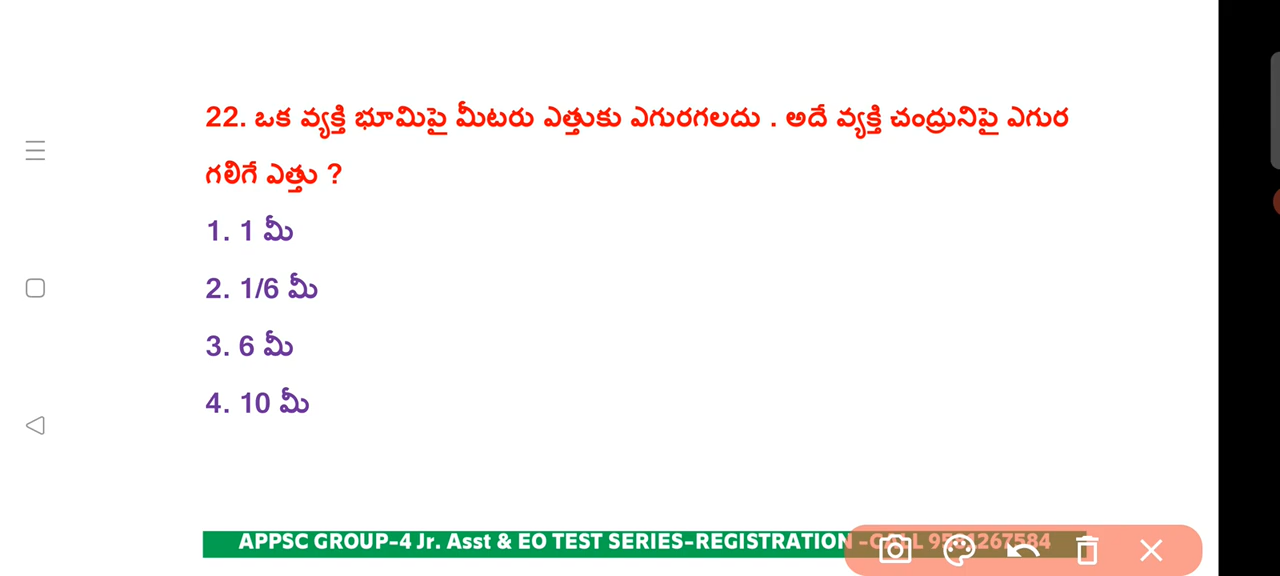 22. ఒక వ్యక్తి భూమిపై మీటరు ఎత్తుకు ఎగురగలదు . అదే వ్యక్తి చంద్రునిపై ఎగుర
గలిగే ఎత్తు ?
1. 1 మీ
2. 1/6 మీ
3. 6 మీ
4. 10 మీ
APPSC GROUP-4 Jr. Asst & EO TEST SERIES-REGISTRATION